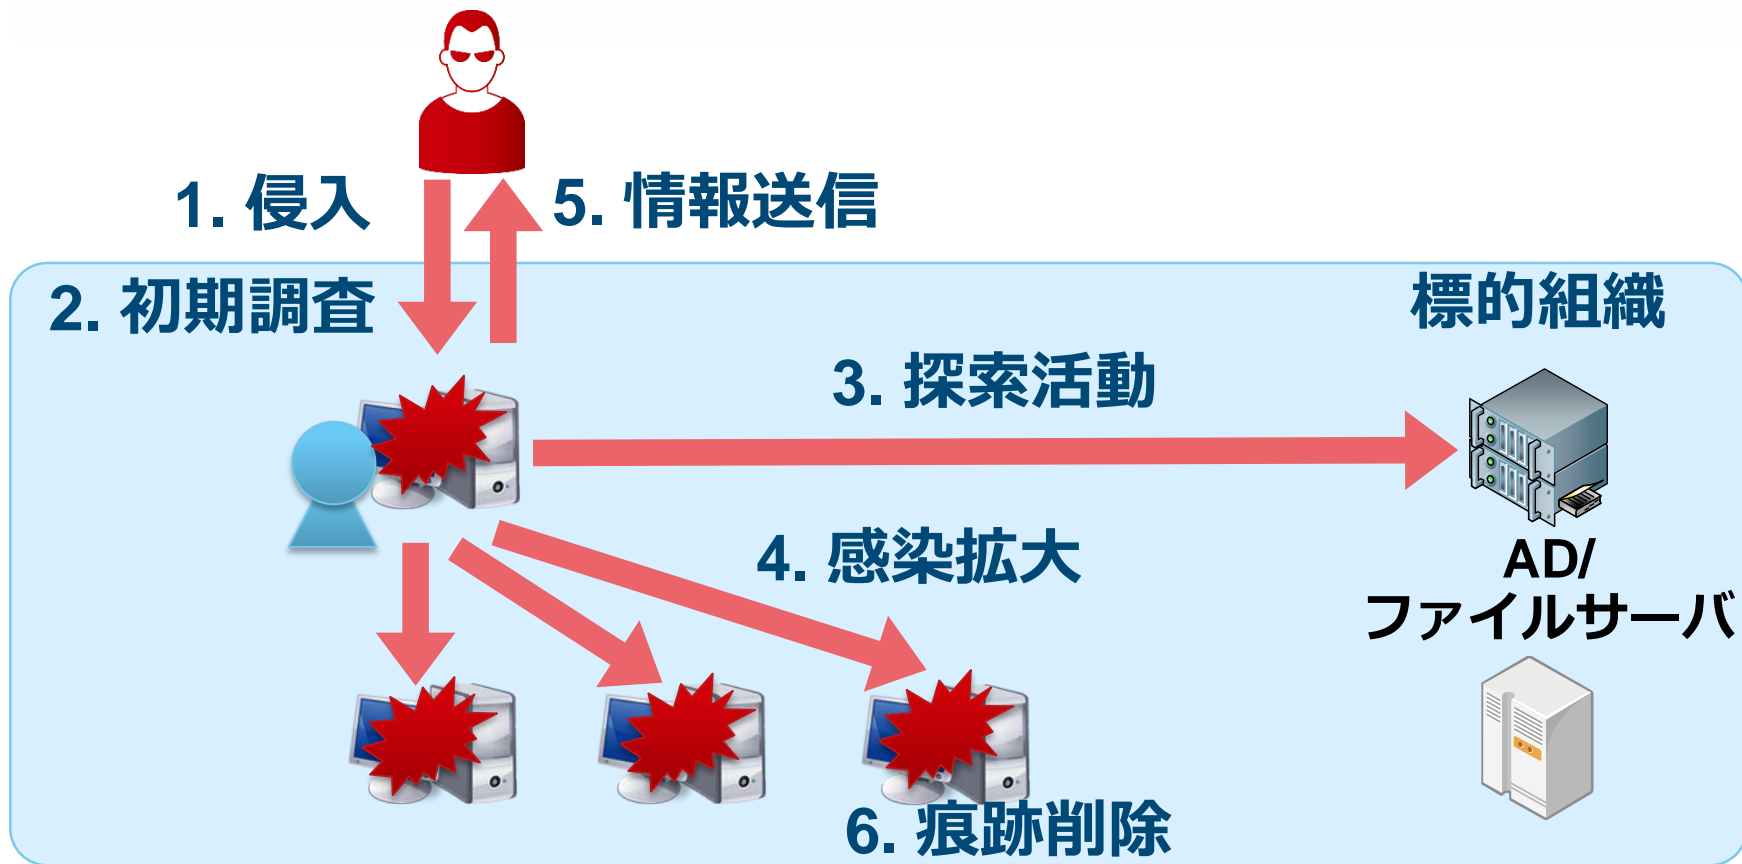 1. 侵入
5. 情報送信
2. 初期調査
標的組織
3. 探索活動
4. 感染拡大
AD/
ファイルサーバ
6. 痕跡削除